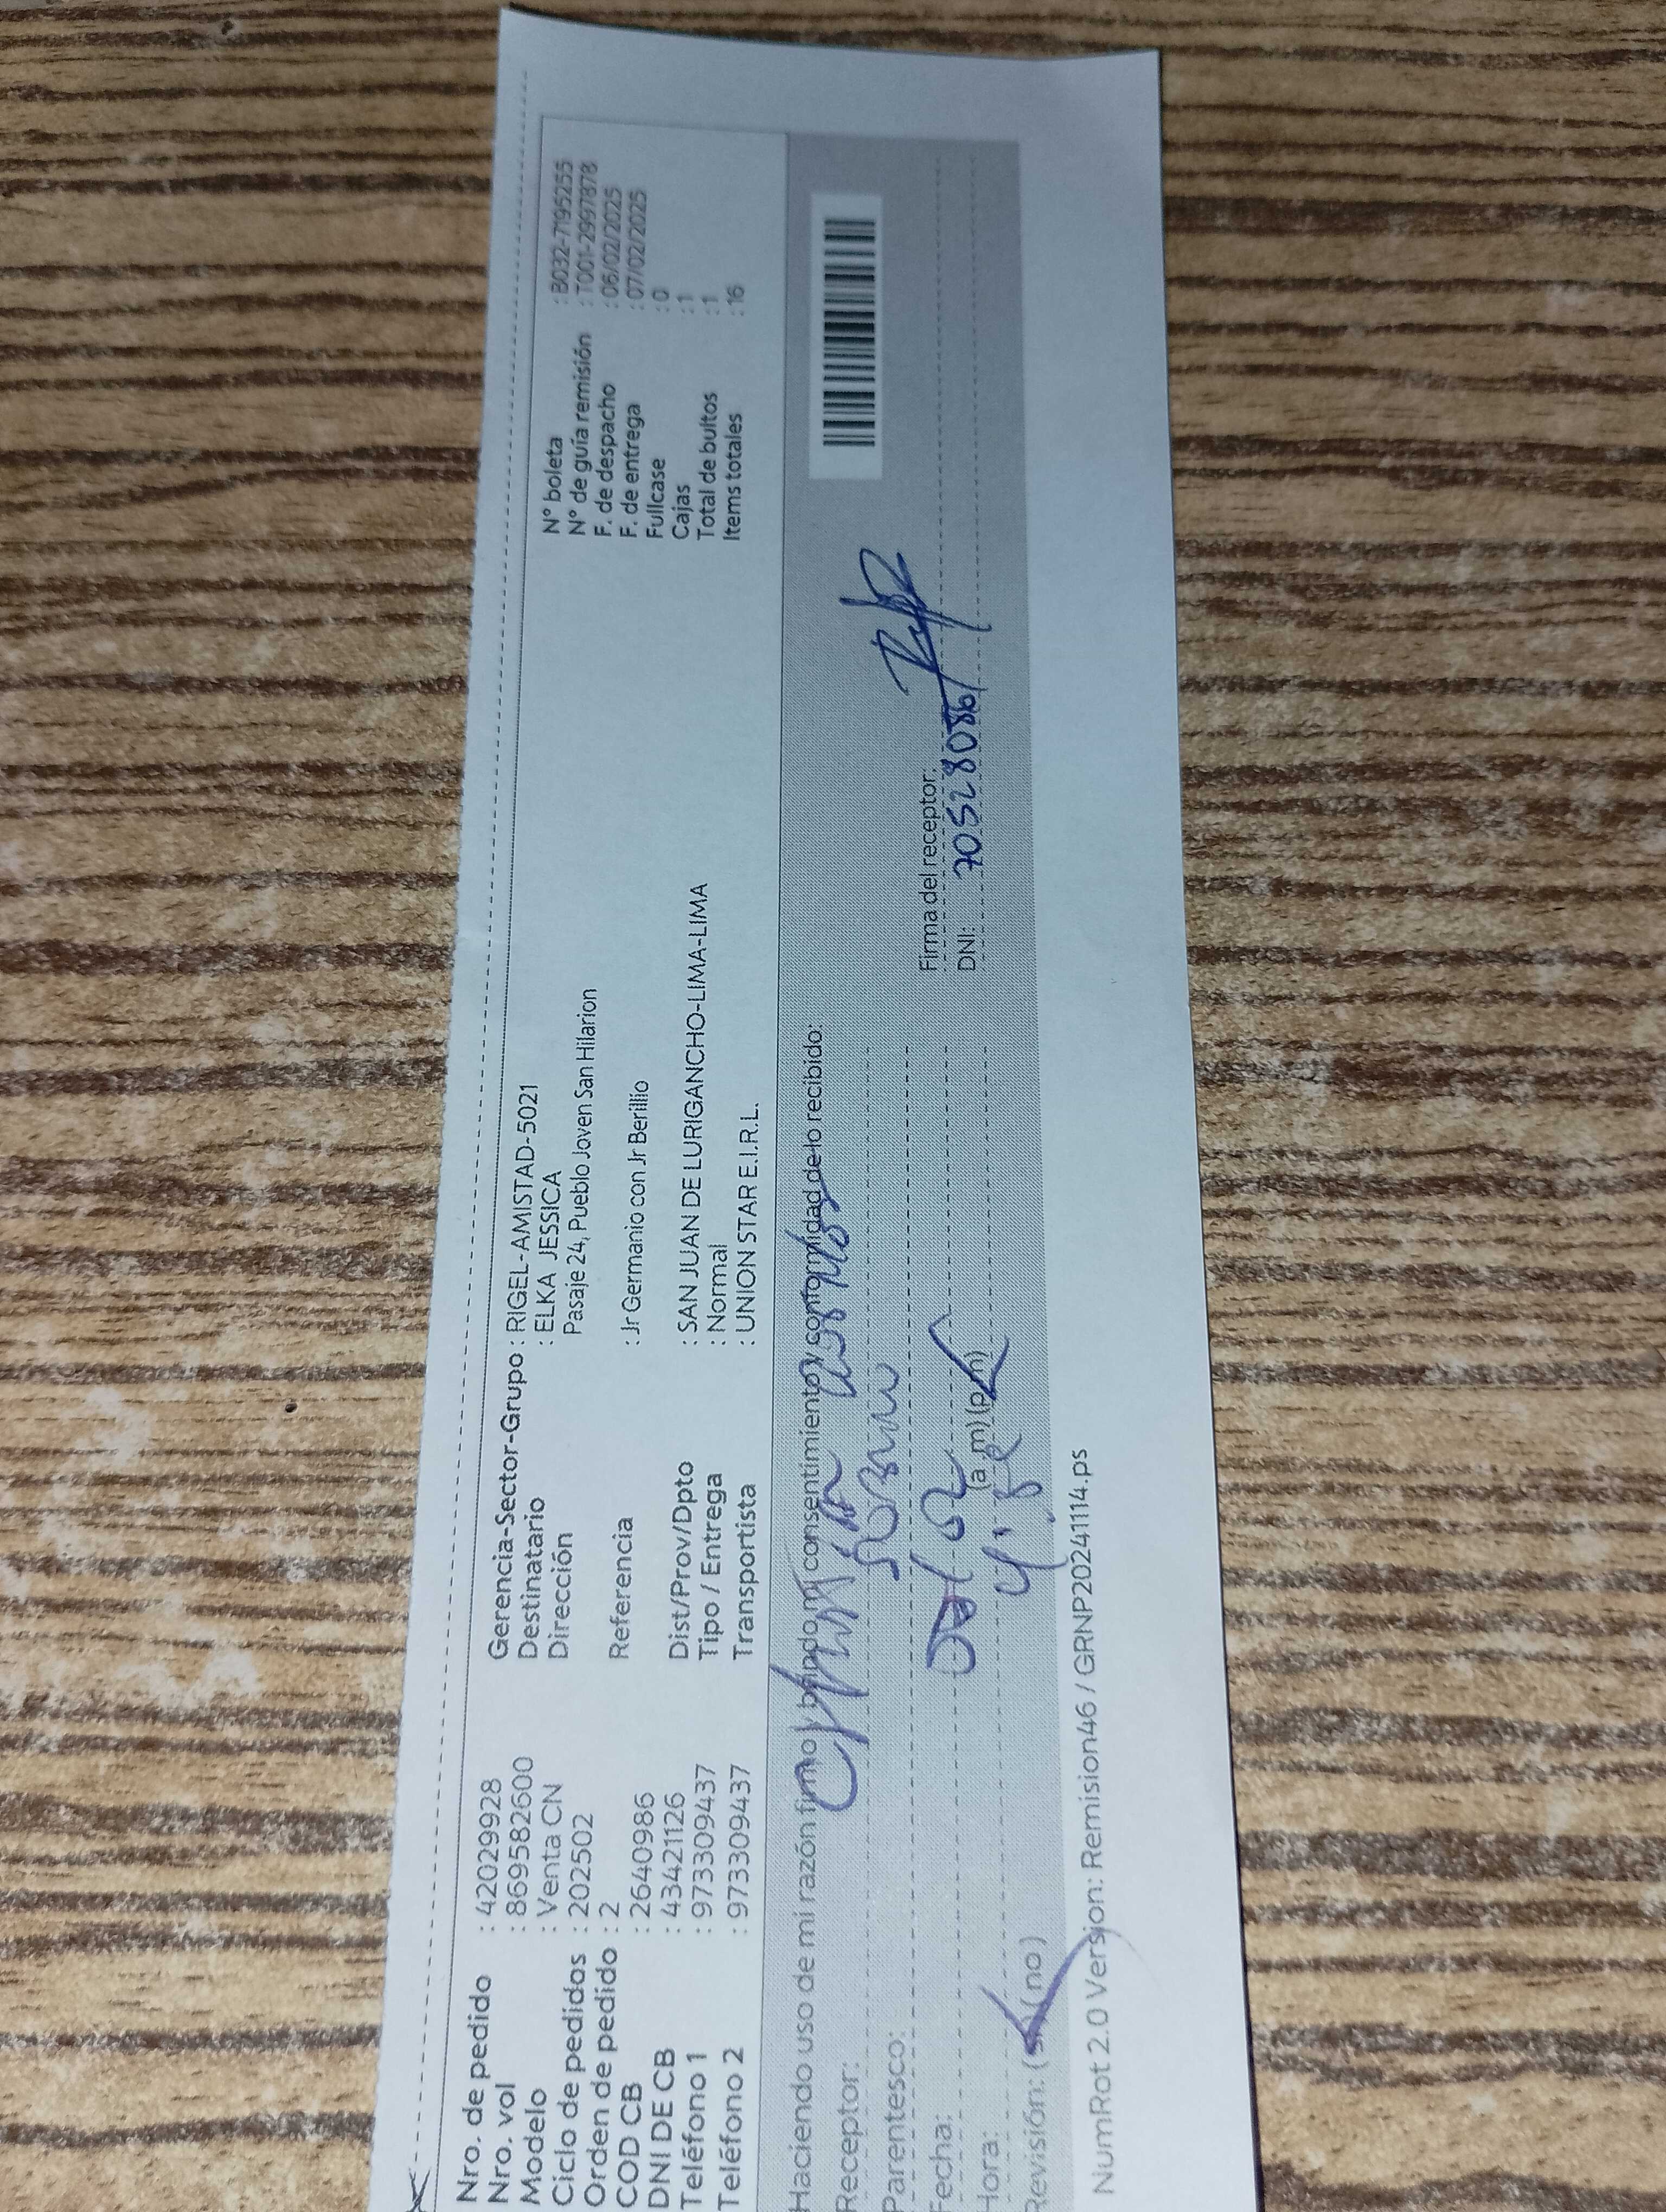 Nro. de pedido : 42029928
Nro. vol : 869582600
Modelo : Venta CN
Ciclo de pedidos : 202502
Orden de pedido : 2
COD CB : 26440986
DNI DE CB : 43421126
Teléfono 1 : 973309437
Teléfono 2 : 973309437
Gerencia-Sector-Grupo : RIGEL-AMISTAD-5021
Destinatario : ELKA JESSICA
Dirección Pasaje 24, Pueblo Joven San Hilarion
Referencia : Jr Germanio con Jr Berillio
Dist/Prov/Dpto : SAN JUAN DE LURIGANCHO-LIMA-LIMA
Tipo / Entrega : Normal
Transportista : UNION STAR E.I.R.L.
N° boleta : B032-7195255
N° de guía remisión : T001-2997878
F. de despacho : 06/02/2025
F. de entrega : 07/02/2025
Fullcase : 0
Cajas : 1
Total de bultos : 1
Items totales : 16
Haciendo uso de mi razón firmo y brindo mi consentimiento y conformidad de lo recibido:
Receptor:
Parentesco:
Fecha:
Hora: (a.m) (p.m)
Revisión: (si) (no)
Firma del receptor:
DNI: 70528086
NumRot 2.0 Version: Remision46 / GRNP20241114.ps